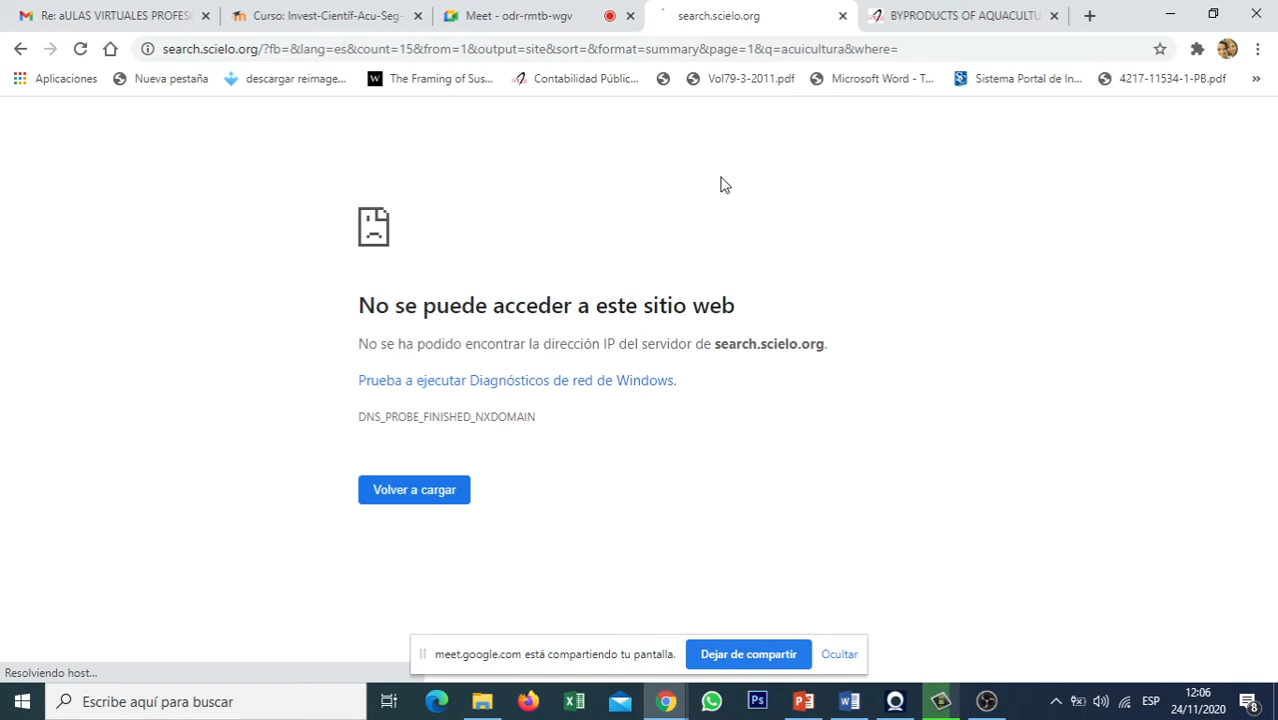 Re: aULAS VIRTUALES PROFES
Curso: Invest-Científ-Acu-Seg-
Meet - odr-rmtb-wgv
search.scielo.org
BYPRODUCTS OF AQUACULTU
search.scielo.org/?fb=&lang=es&count=15&from=1&output=site&sort=&format=summary&page=1&q=acuicultura&where=
Aplicaciones
Nueva pestaña
descargar reimage...
W
The Framing of Sus...
Contabilidad Públic...
Vol79-3-2011.pdf
Microsoft Word - T...
Sistema Portal de In...
4217-11534-1-PB.pdf
»
No se puede acceder a este sitio web
No se ha podido encontrar la dirección IP del servidor de search.scielo.org.
Prueba a ejecutar Diagnósticos de red de Windows.
DNS_PROBE_FINISHED_NXDOMAIN
Volver a cargar
meet.google.com está compartiendo tu pantalla.
Dejar de compartir
Ocultar
Resolviendo host...
Escribe aquí para buscar
Ps
ESP
12:06
24/11/2020
8